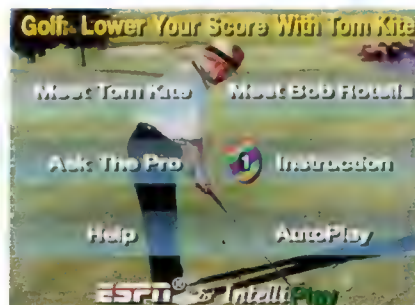 Golf: Lower Your Score With Tom Kite
Meet Tom Kite
Meet Bob Rotella
Ask The Pro
1 Instruction
Help
AutoPlay
ESPN® & IntelliPlay